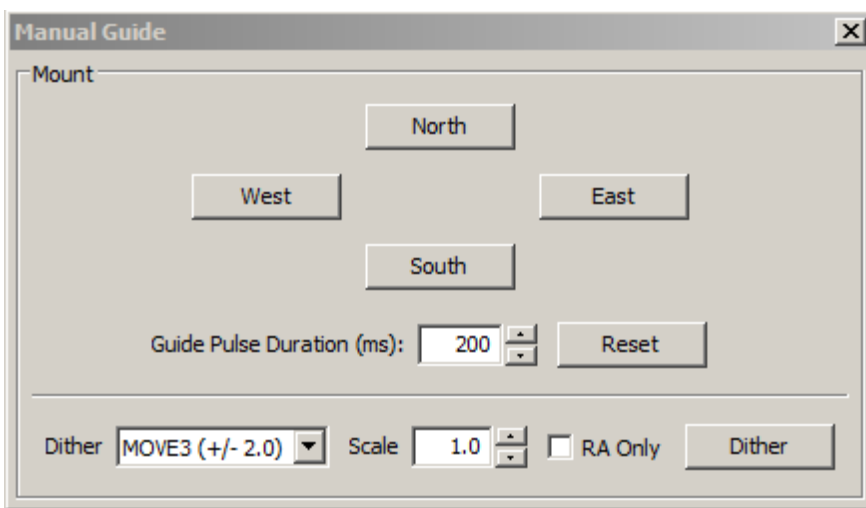 Manual Guide
Mount
North
West East
South
Guide Pulse Duration (ms): 200 Reset
Dither MOVE3 (+/- 2.0) Scale 1.0 RA Only Dither